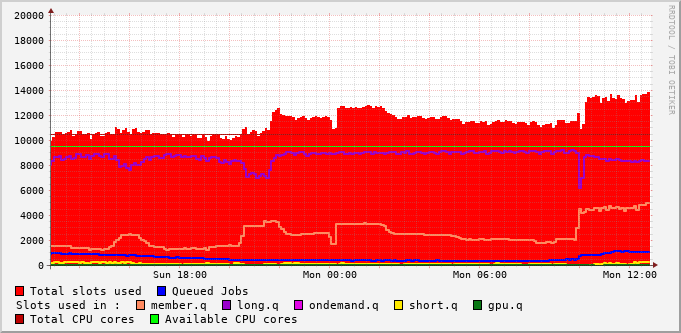 20000
18000
16000
14000
12000
10000
8000
6000
4000
2000
0
Sun 18:00 Mon 00:00 Mon 06:00 Mon 12:00
RRDTOOL / TOBI OETIKER
Total slots used Queued Jobs
Slots used in : member.q long.q ondemand.q short.q gpu.q
Total CPU cores Available CPU cores